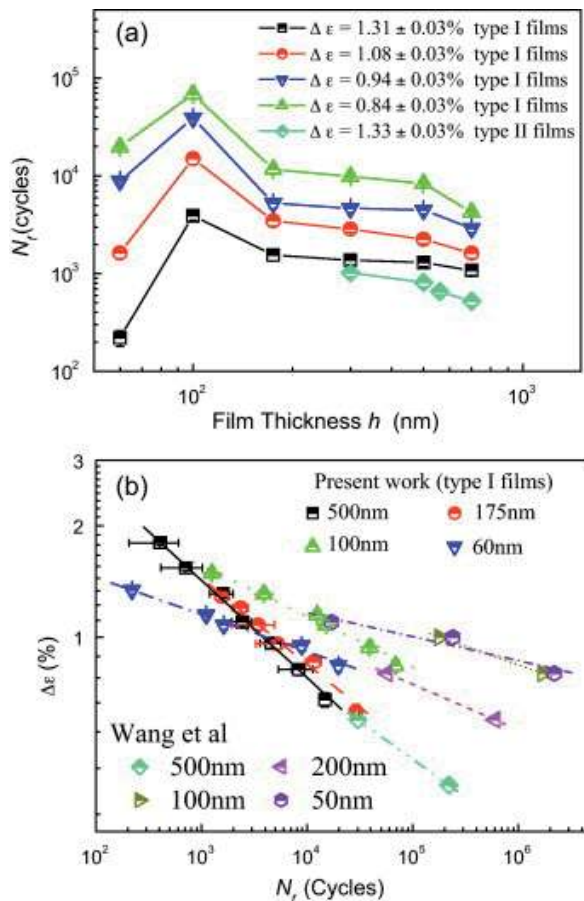 (a)
Δ ε = 1.31 ± 0.03% type I films
Δ ε = 1.08 ± 0.03% type I films
Δ ε = 0.94 ± 0.03% type I films
Δ ε = 0.84 ± 0.03% type I films
Δ ε = 1.33 ± 0.03% type II films
10⁵
10⁴
10³
10²
N_f (cycles)
10² 10³
Film Thickness h (nm)
(b)
Present work (type I films)
500nm 175nm
100nm 60nm
3
2
1
Δε (%)
Wang et al
500nm 200nm
100nm 50nm
10² 10³ 10⁴ 10⁵ 10⁶
N_f (Cycles)